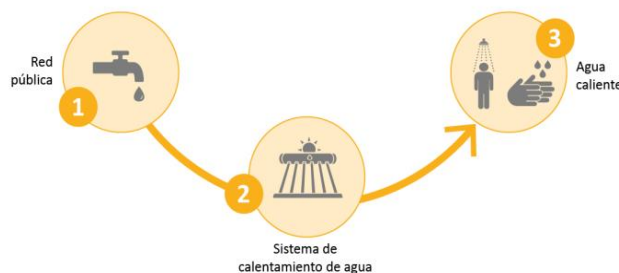 Red
pública
1
2
Sistema de
calentamiento de agua
3
Agua
caliente